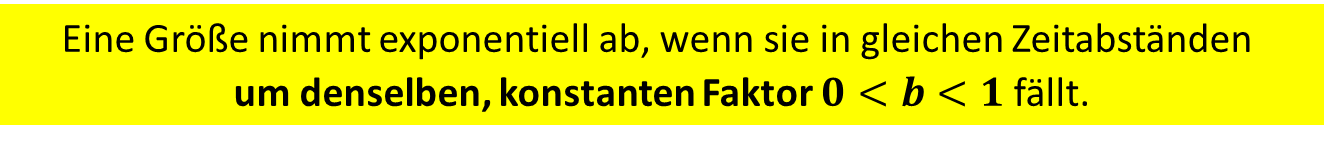 Eine Größe nimmt exponentiell ab, wenn sie in gleichen Zeitabständen
um denselben, konstanten Faktor 0 < b < 1 fällt.